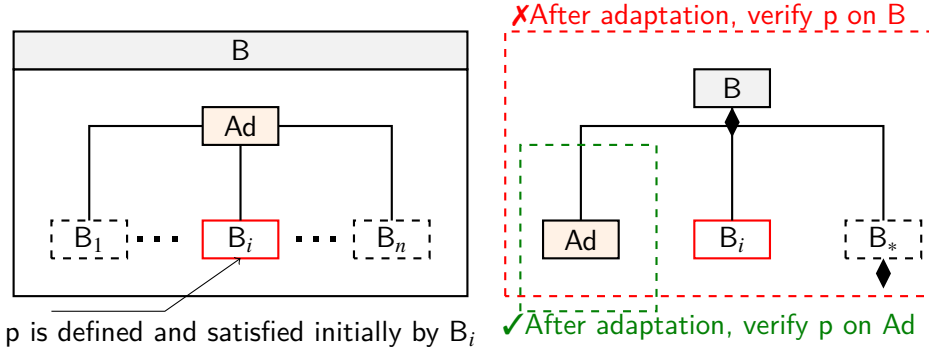 B
Ad
B₁ ... Bᵢ ... Bₙ
p is defined and satisfied initially by Bᵢ
✗After adaptation, verify p on B
B
Ad Bᵢ B*
✓After adaptation, verify p on Ad